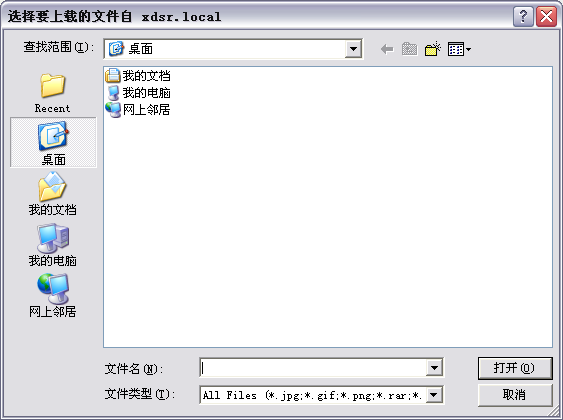 选择要上载的文件自 xdsr.local
查找范围(I):
桌面
Recent
桌面
我的文档
我的电脑
网上邻居
我的文档
我的电脑
网上邻居
文件名(N):
打开(O)
文件类型(T):
All Files (*.jpg;*.gif;*.png;*.rar;*.
取消